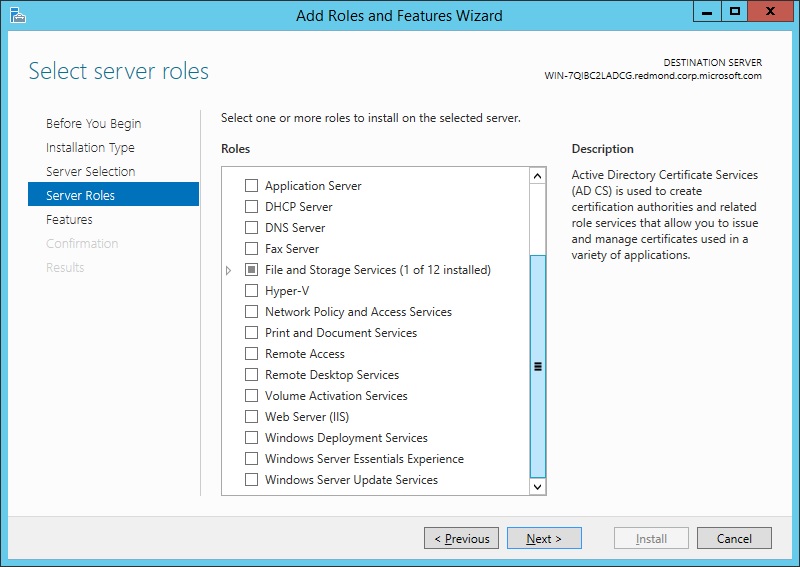 Add Roles and Features Wizard
Select server roles
DESTINATION SERVER
WIN-7QIBC2LADCG.redmond.corp.microsoft.com
Before You Begin
Installation Type
Server Selection
Server Roles
Features
Confirmation
Results
Select one or more roles to install on the selected server.
Roles
Application Server
DHCP Server
DNS Server
Fax Server
File and Storage Services (1 of 12 installed)
Hyper-V
Network Policy and Access Services
Print and Document Services
Remote Access
Remote Desktop Services
Volume Activation Services
Web Server (IIS)
Windows Deployment Services
Windows Server Essentials Experience
Windows Server Update Services
Description
Active Directory Certificate Services
(AD CS) is used to create
certification authorities and related
role services that allow you to issue
and manage certificates used in a
variety of applications.
< Previous
Next >
Install
Cancel